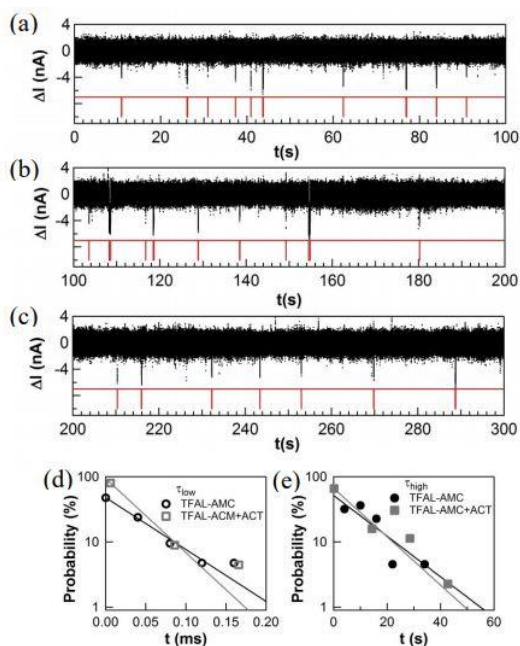 (a)
4
0
-4
ΔI (nA)
0 20 40 60 80 100
t(s)
(b)
4
0
-4
ΔI (nA)
100 120 140 160 180 200
t(s)
(c)
4
0
-4
ΔI (nA)
200 220 240 260 280 300
t(s)
(d)
100
10
1
Probability (%)
τlow
TFAL-AMC
TFAL-ACM+ACT
0.00 0.05 0.10 0.15 0.20
t (ms)
(e)
100
10
1
Probability (%)
τhigh
TFAL-AMC
TFAL-AMC+ACT
0 20 40 60
t (s)